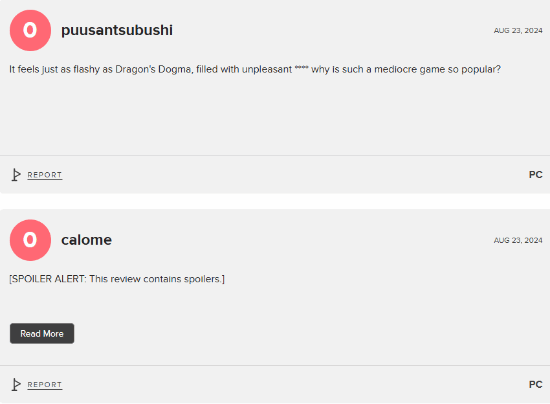 0 puusantsubushi AUG 23, 2024
It feels just as flashy as Dragon's Dogma, filled with unpleasant **** why is such a mediocre game so popular?
REPORT PC
0 calome AUG 23, 2024
[SPOILER ALERT: This review contains spoilers.]
Read More
REPORT PC